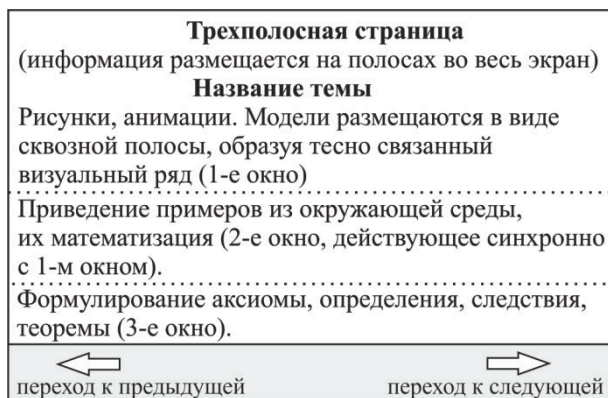 Трехполосная страница
(информация размещается на полосах во весь экран)
Название темы
Рисунки, анимации. Модели размещаются в виде
сквозной полосы, образуя тесно связанный
визуальный ряд (1-е окно)
Приведение примеров из окружающей среды,
их математизация (2-е окно, действующее синхронно
с 1-м окном).
Формулирование аксиомы, определения, следствия,
теоремы (3-е окно).
переход к предыдущей переход к следующей